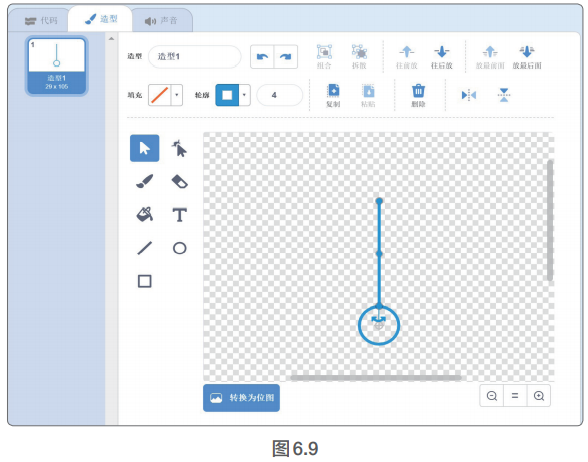 代码 造型 声音
1
造型1
29 x 105
造型 造型1 组合 拆散 往前放 往后放 放最前面 放最后面
填充 轮廓 4 复制 粘贴 删除
T
转换为位图
图6.9